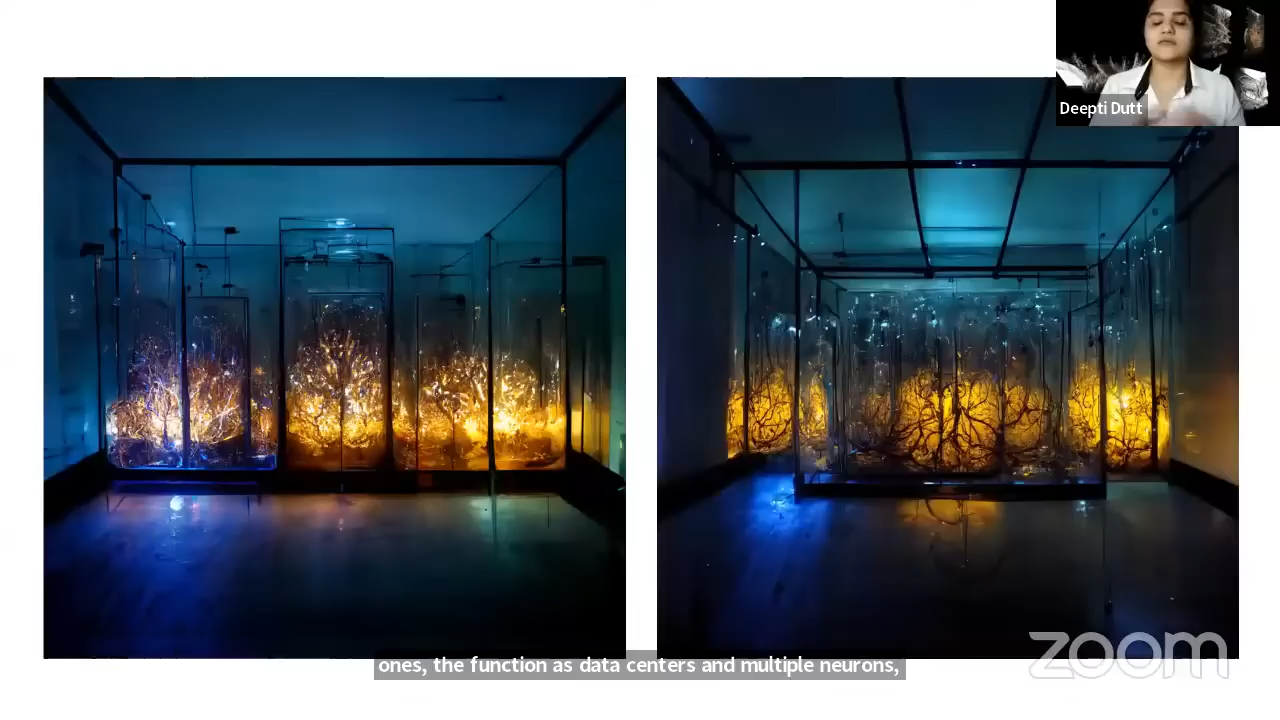 Deepti Dutt
ones, the function as data centers and multiple neurons,
zoom